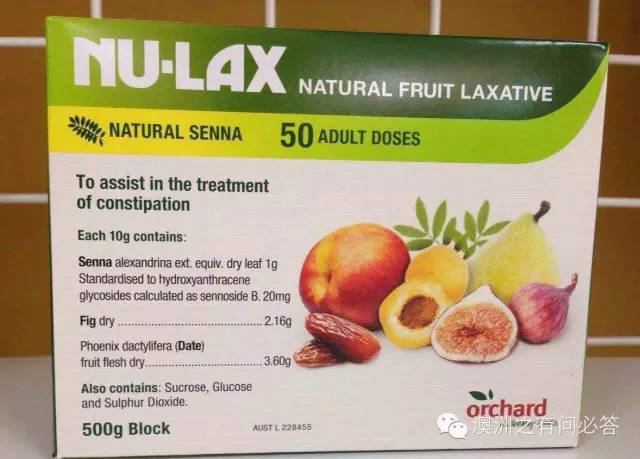 NU-LAX NATURAL FRUIT LAXATIVE
NATURAL SENNA 50 ADULT DOSES
To assist in the treatment
of constipation
Each 10g contains:
Senna alexandrina ext. equiv. dry leaf 1g
Standardised to hydroxyanthracene
glycosides calculated as sennoside B. 20mg
Fig dry ........................................ 2.16g
Phoenix dactylifera (Date)
fruit flesh dry ............................ 3.60g
Also contains: Sucrose, Glucose
and Sulphur Dioxide.
500g Block
AUST L 228455
orchard
澳洲之有问必答